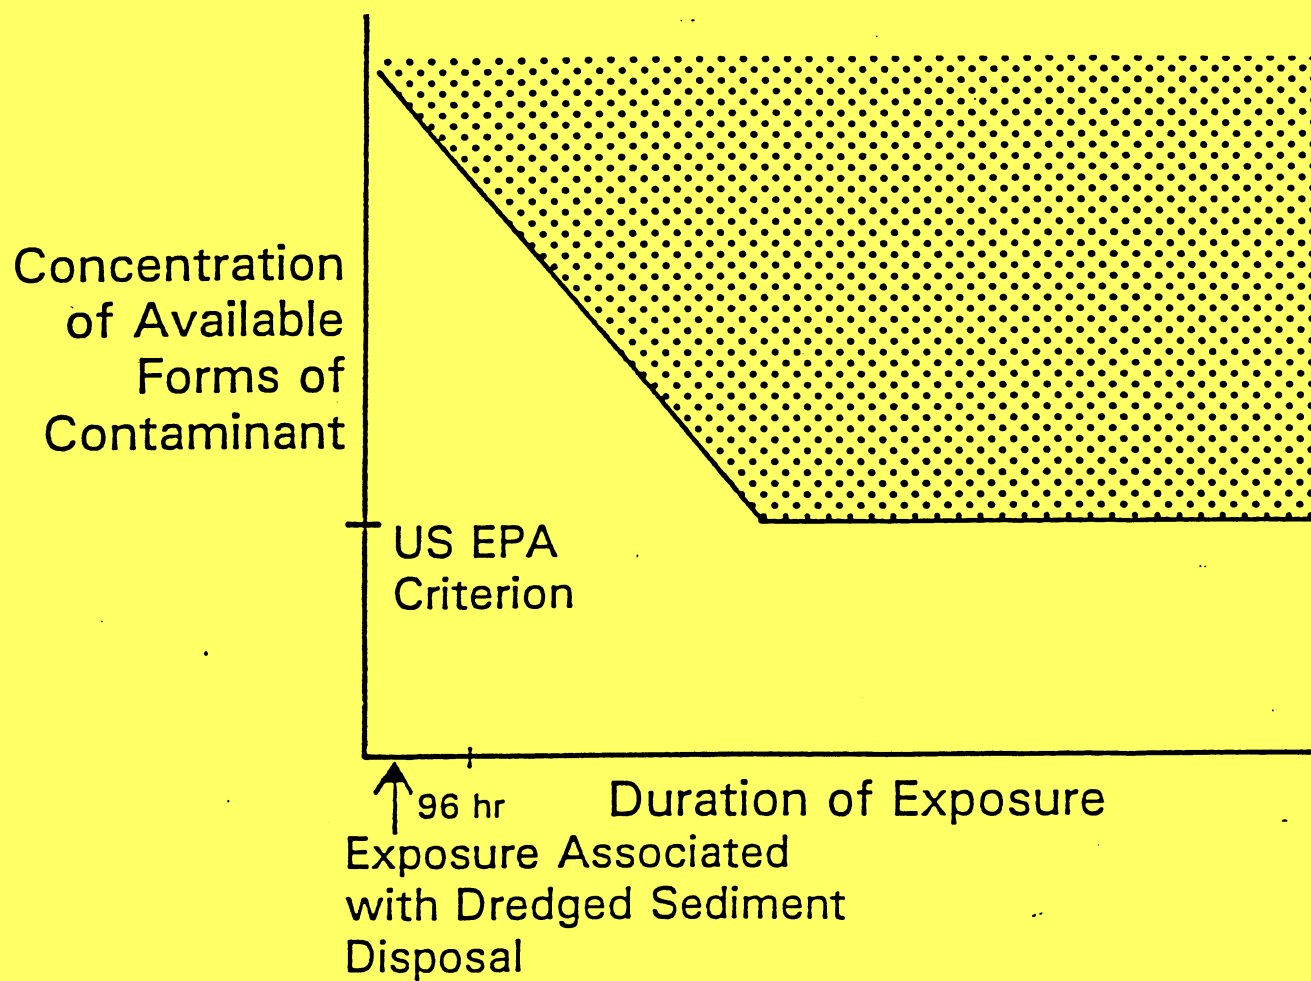 Concentration
of Available
Forms of
Contaminant
US EPA
Criterion
96 hr
Duration of Exposure
Exposure Associated
with Dredged Sediment
Disposal